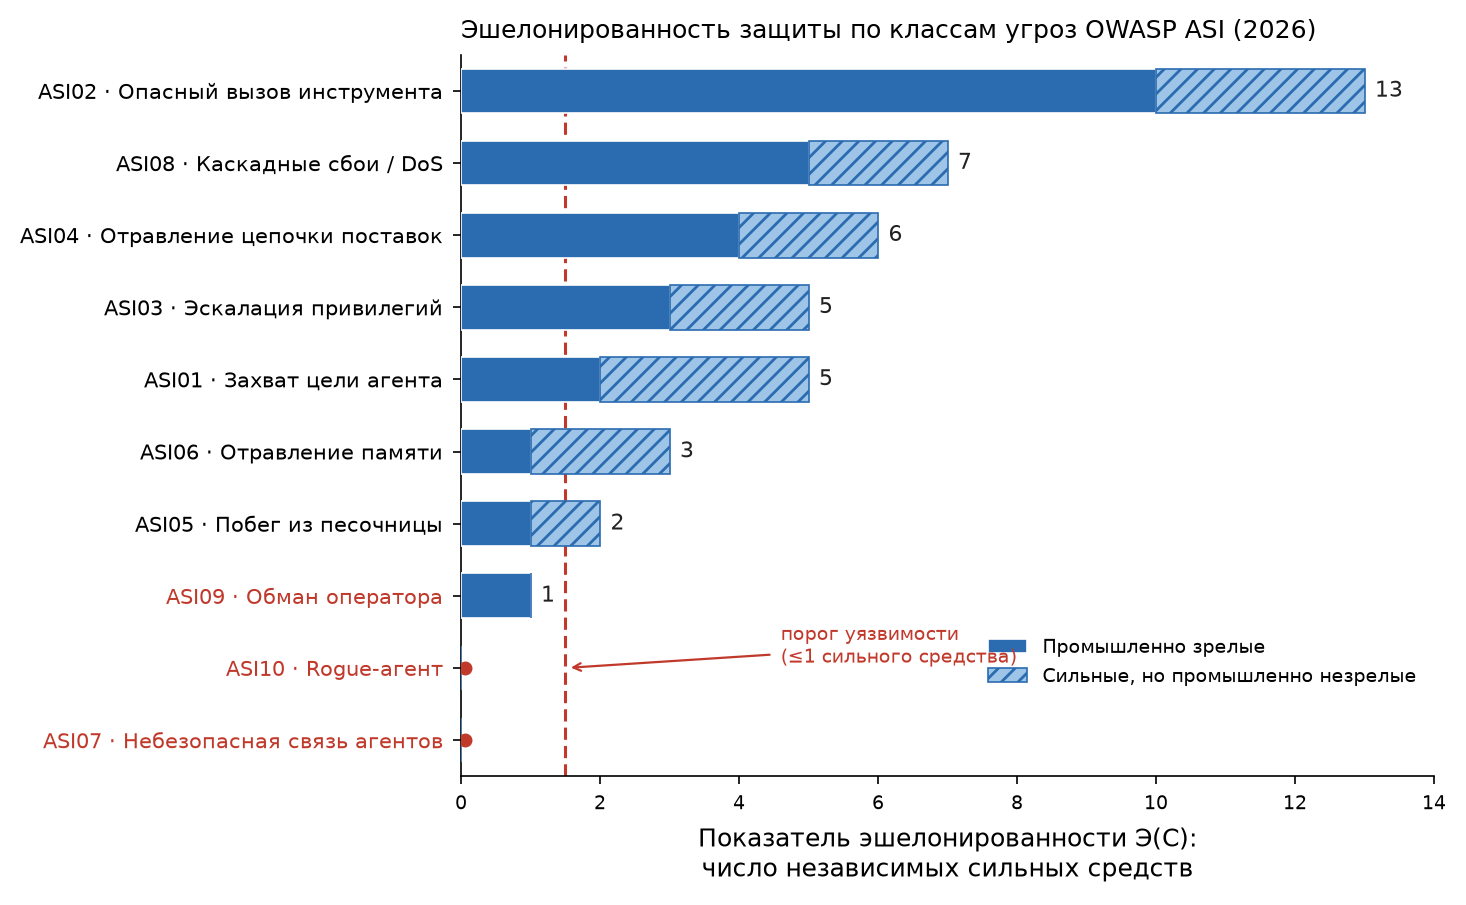 Эшелонированность защиты по классам угроз OWASP ASI (2026)
ASI02 · Опасный вызов инструмента
13
ASI08 · Каскадные сбои / DoS
7
ASI04 · Отравление цепочки поставок
6
ASI03 · Эскалация привилегий
5
ASI01 · Захват цели агента
5
ASI06 · Отравление памяти
3
ASI05 · Побег из песочницы
2
ASI09 · Обман оператора
1
порог уязвимости
(≤1 сильного средства)
Промышленно зрелые
Сильные, но промышленно незрелые
ASI10 · Rogue-агент
ASI07 · Небезопасная связь агентов
0 2 4 6 8 10 12 14
Показатель эшелонированности Э(C):
число независимых сильных средств